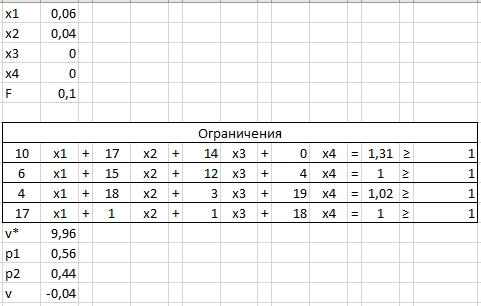 x1 0,06
x2 0,04
x3 0
x4 0
F 0,1
Ограничения
10 x1 + 17 x2 + 14 x3 + 0 x4 = 1,31 ≥ 1
6 x1 + 15 x2 + 12 x3 + 4 x4 = 1 ≥ 1
4 x1 + 18 x2 + 3 x3 + 19 x4 = 1,02 ≥ 1
17 x1 + 1 x2 + 1 x3 + 18 x4 = 1 ≥ 1
v* 9,96
p1 0,56
p2 0,44
v -0,04